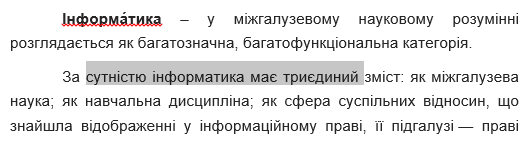 Інформа́тика – у міжгалузевому науковому розумінні
розглядається як багатозначна, багатофункціональна категорія.
За сутністю інформатика має триєдиний зміст: як міжгалузева
наука; як навчальна дисципліна; як сфера суспільних відносин, що
знайшла відображенні у інформаційному праві, її підгалузі — праві